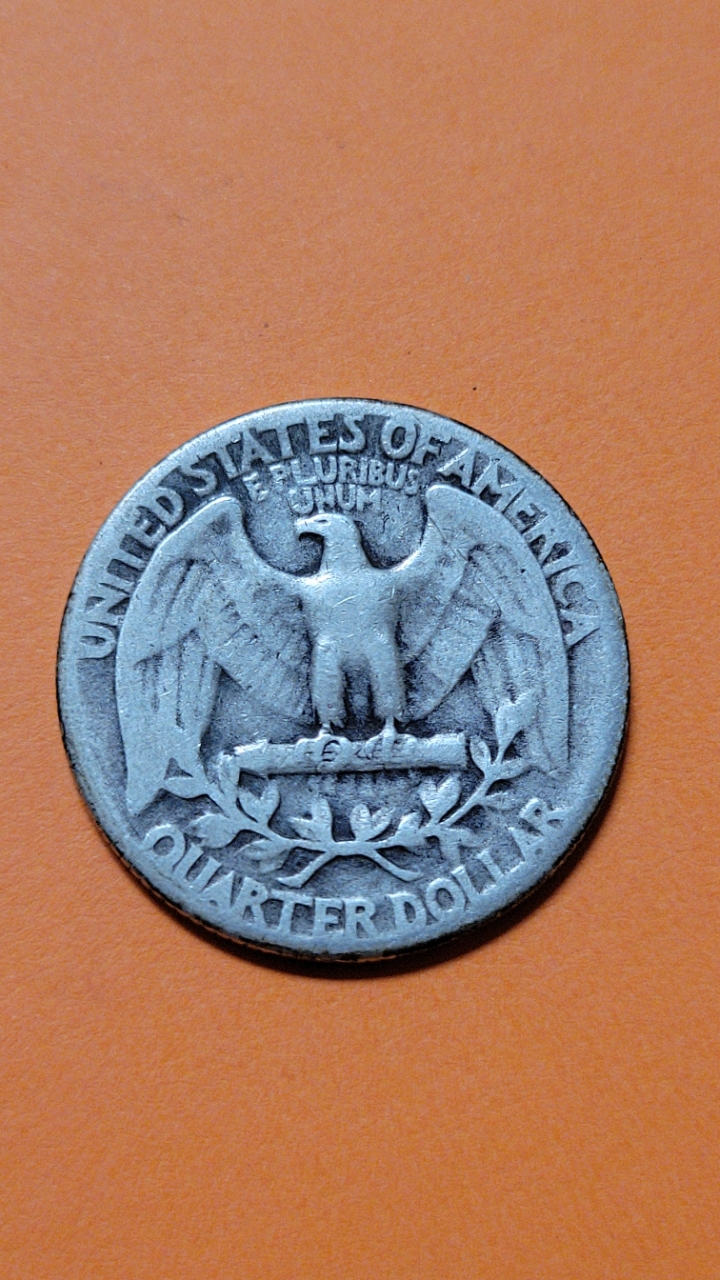 UNITED STATES OF AMERICA
E PLURIBUS
UNUM
QUARTER DOLLAR